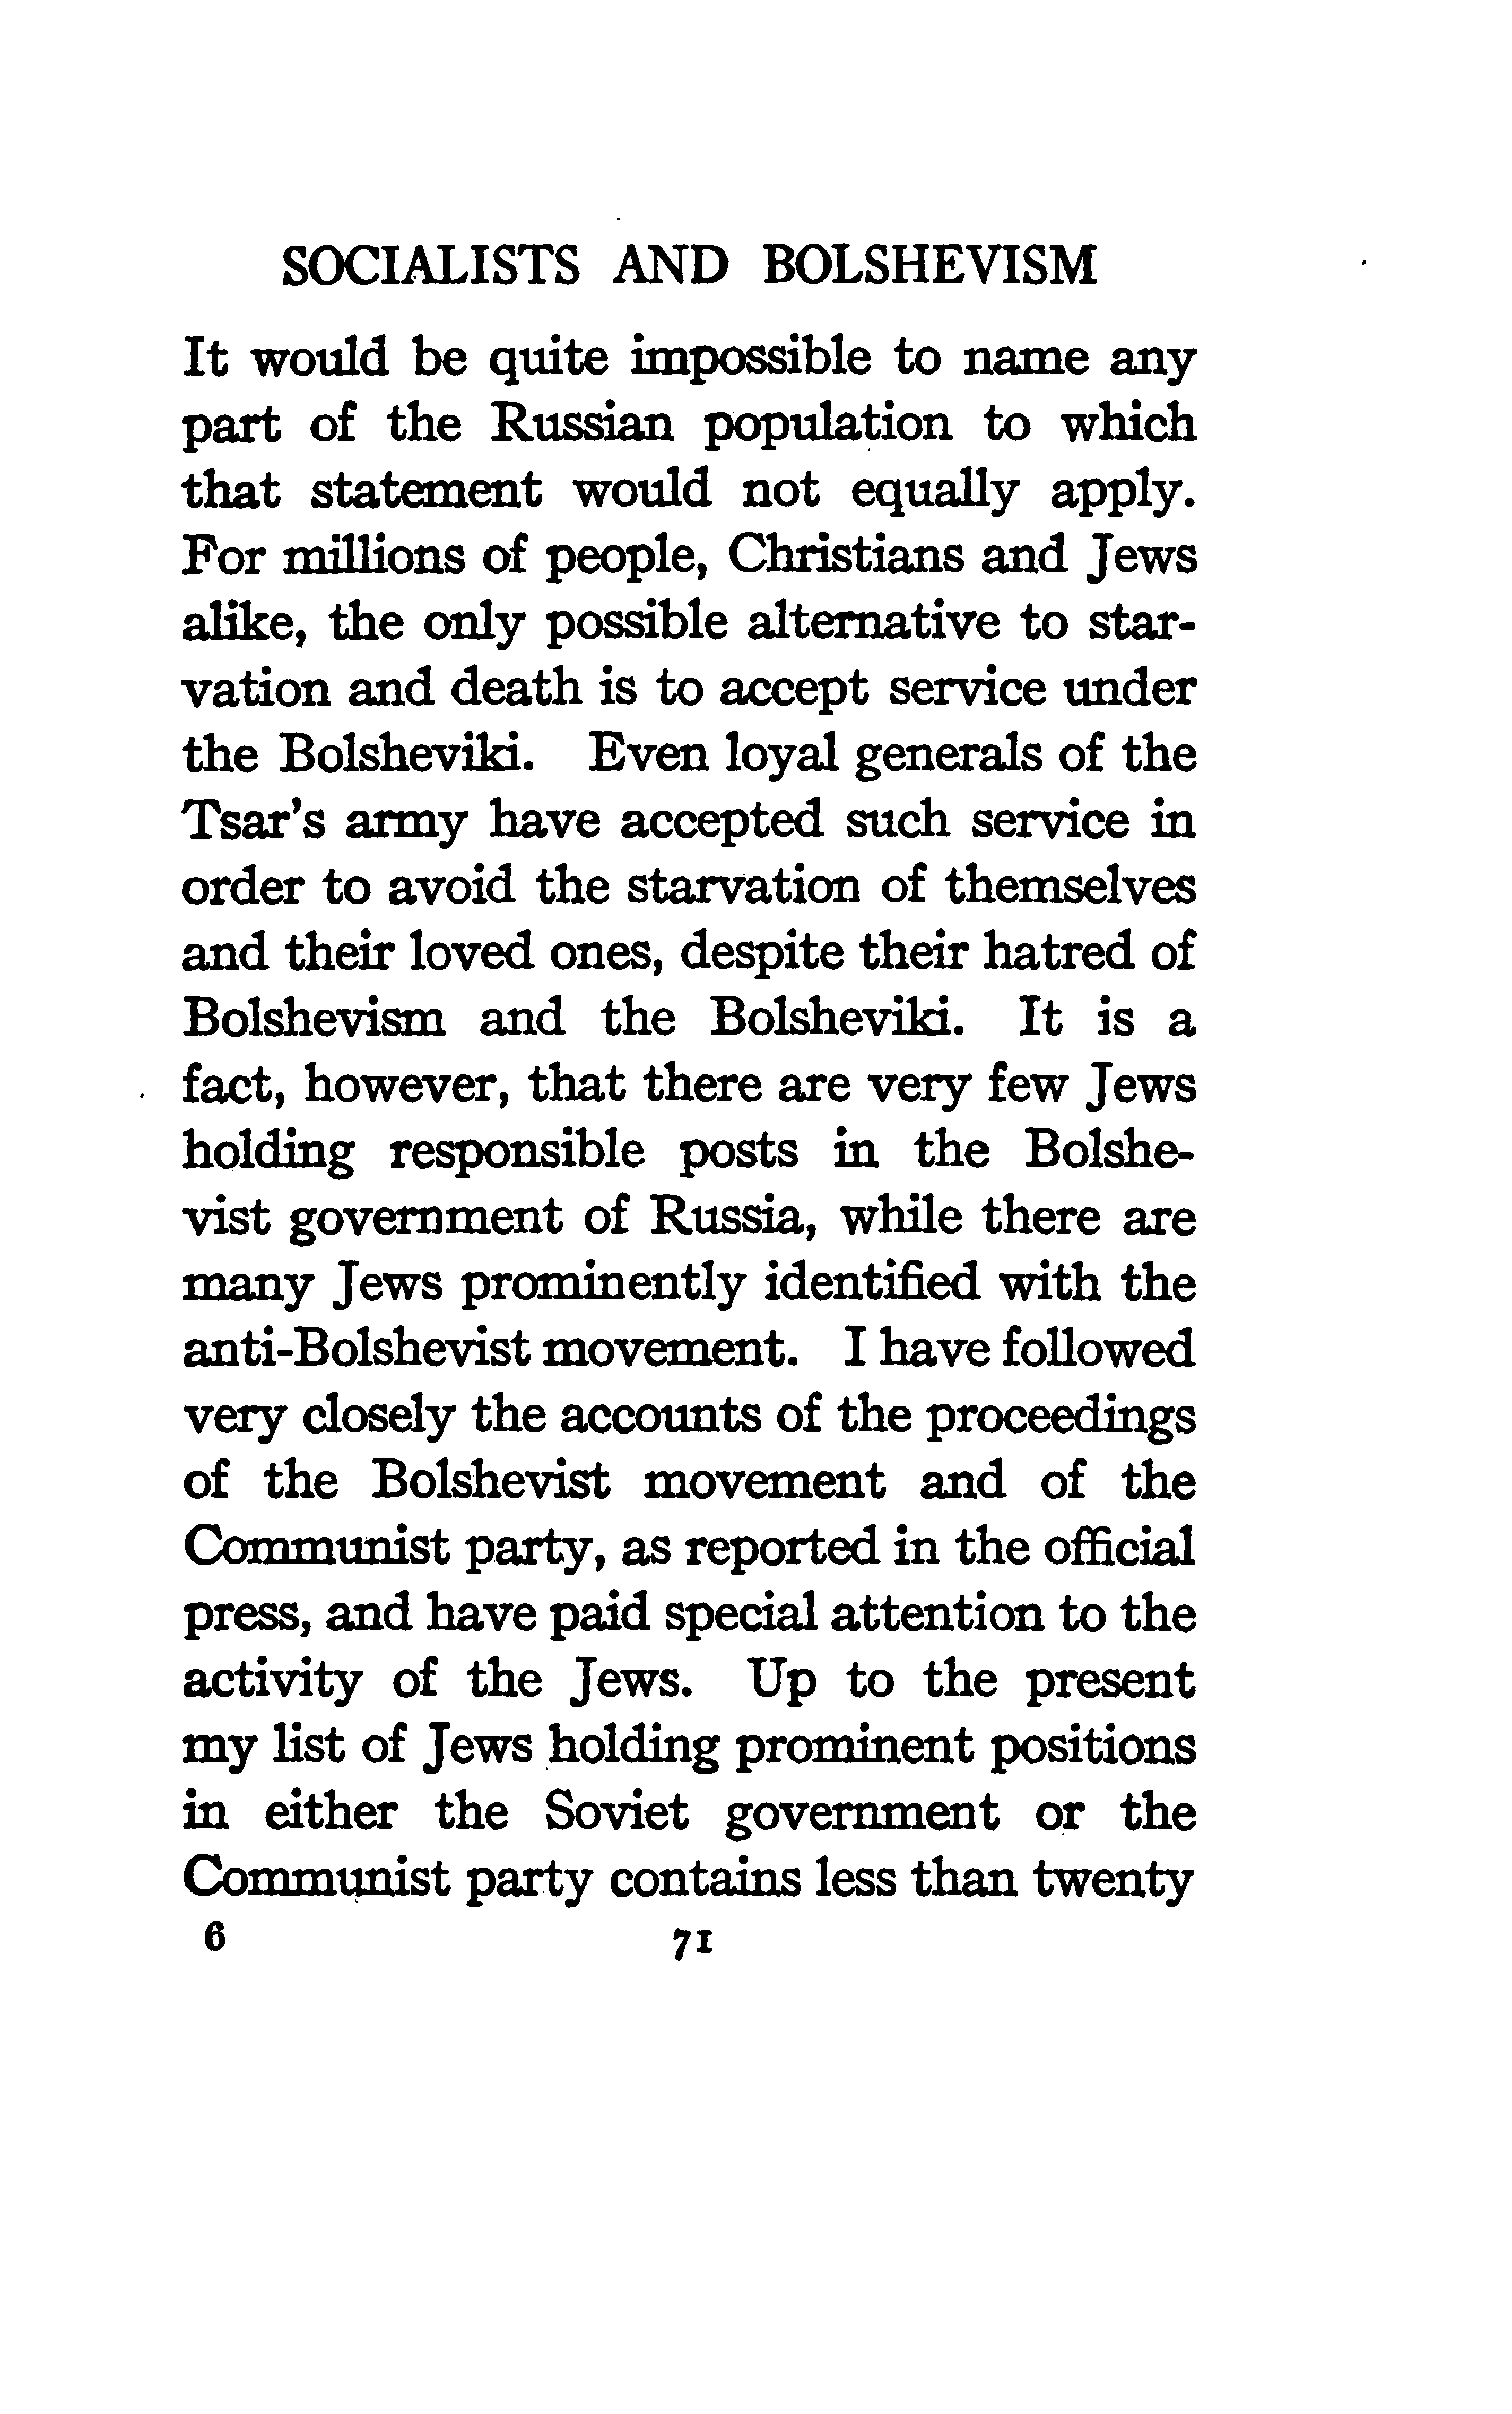 SOCIALISTS AND BOLSHEVISM
It would be quite impossible to name any
part of the Russian population to which
that statement would not equally apply.
For millions of people, Christians and Jews
alike, the only possible alternative to star-
vation and death is to accept service under
the Bolsheviki. Even loyal generals of the
Tsar's army have accepted such service in
order to avoid the starvation of themselves
and their loved ones, despite their hatred of
Bolshevism and the Bolsheviki. It is a
fact, however, that there are very few Jews
holding responsible posts in the Bolshe-
vist government of Russia, while there are
many Jews prominently identified with the
anti-Bolshevist movement. I have followed
very closely the accounts of the proceedings
of the Bolshevist movement and of the
Communist party, as reported in the official
press, and have paid special attention to the
activity of the Jews. Up to the present
my list of Jews holding prominent positions
in either the Soviet government or the
Communist party contains less than twenty
6 71